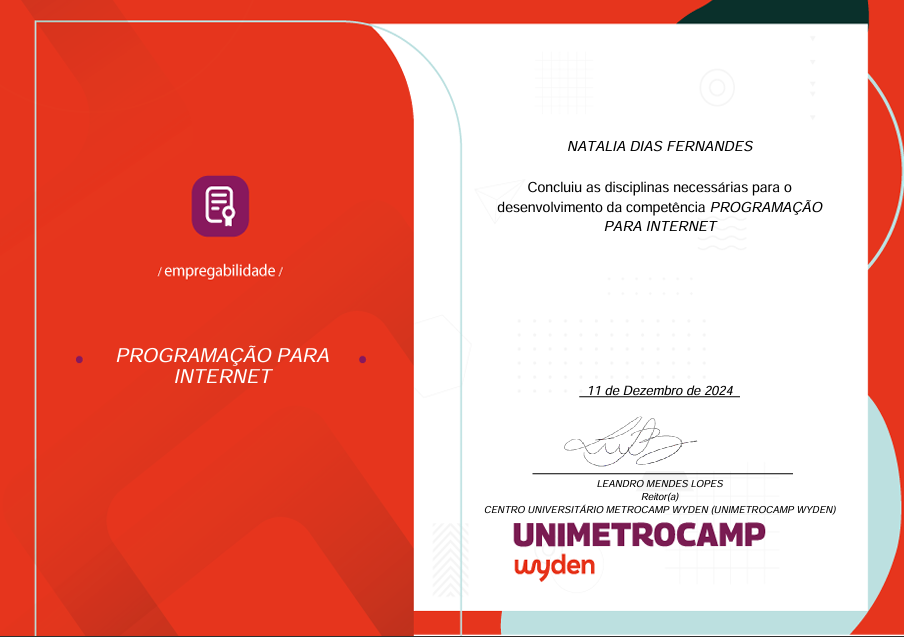 / empregabilidade /
PROGRAMAÇÃO PARA
INTERNET
NATALIA DIAS FERNANDES
Concluiu as disciplinas necessárias para o
desenvolvimento da competência PROGRAMAÇÃO
PARA INTERNET
11 de Dezembro de 2024
LEANDRO MENDES LOPES
Reitor(a)
CENTRO UNIVERSITÁRIO METROCAMP WYDEN (UNIMETROCAMP WYDEN)
UNIMETROCAMP
wyden